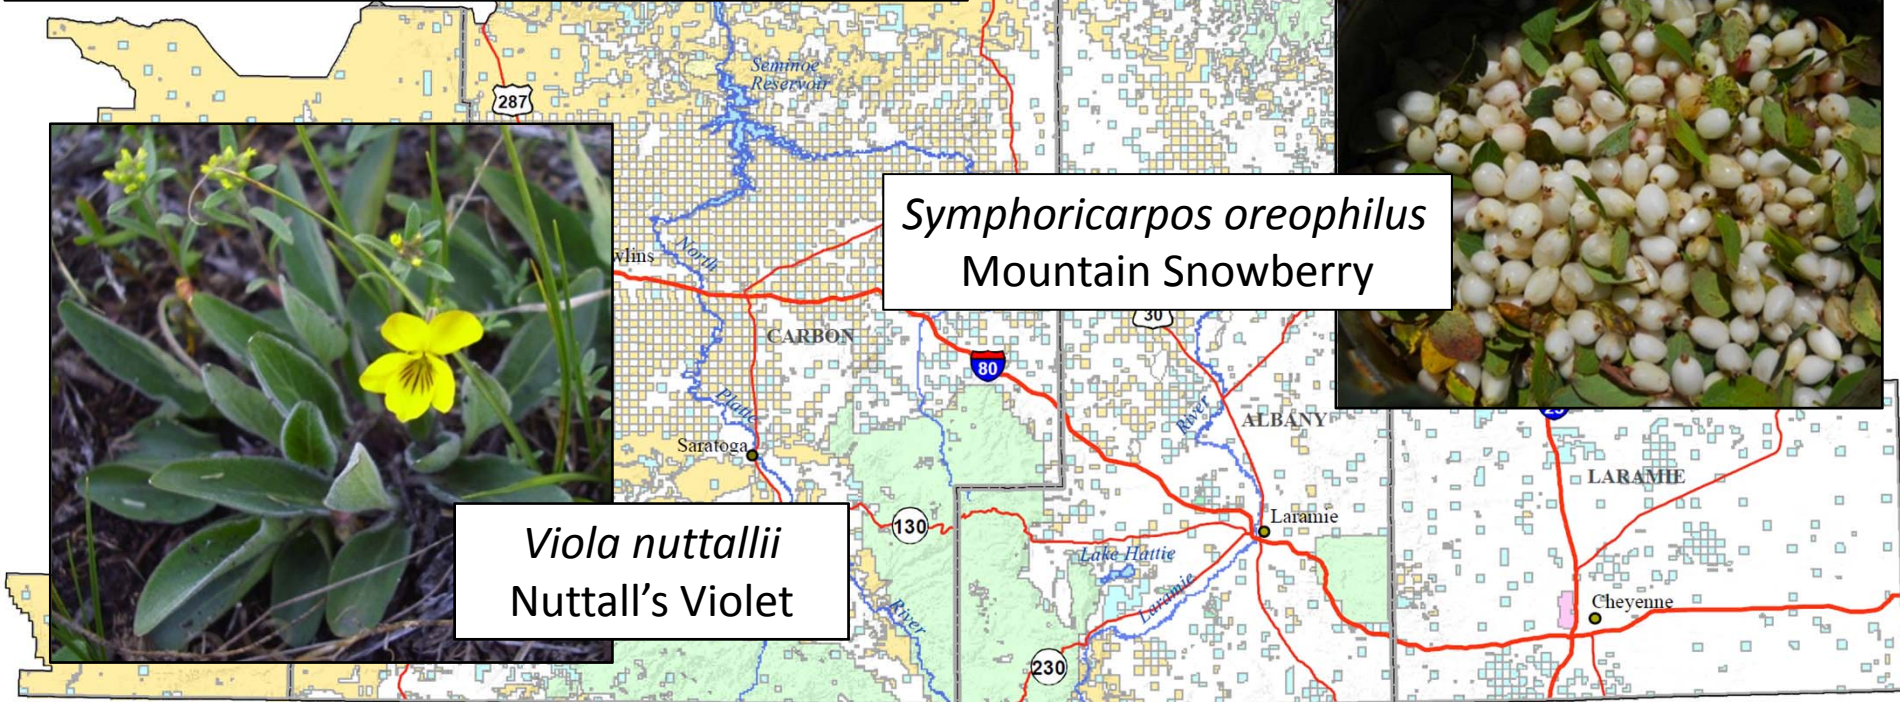 Seminoe
Reservoir
287
Symphoricarpos oreophilus
Mountain Snowberry
North
30
CARBON
80
Platte
River
ALBANY
Saratoga
LARAMIE
130
Laramie
Viola nuttallii
Nuttall’s Violet
Lake Hattie
Laramie
River
Cheyenne
230